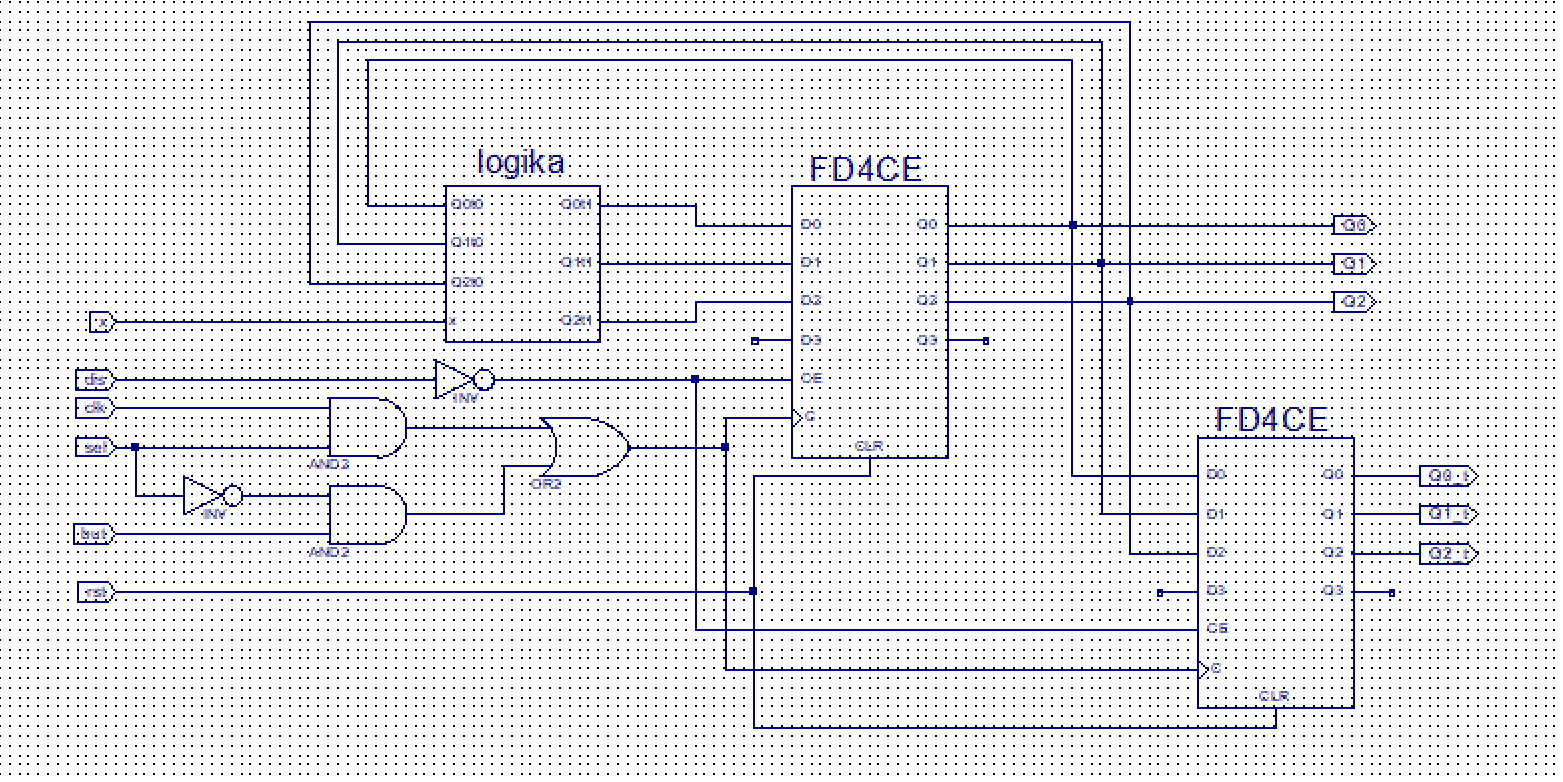 logika
Q0t0
Q1t0
Q2t0
x
Q0t1
Q1t1
Q2t1
FD4CE
D0
D1
D2
D3
CE
C
CLR
Q0
Q1
Q2
Q3
Q0
Q1
Q2
x
dis
clk
sel
but
rst
INV
AND2
INV
AND2
OR2
FD4CE
D0
D1
D2
D3
CE
C
CLR
Q0
Q1
Q2
Q3
Q0_t
Q1_t
Q2_t